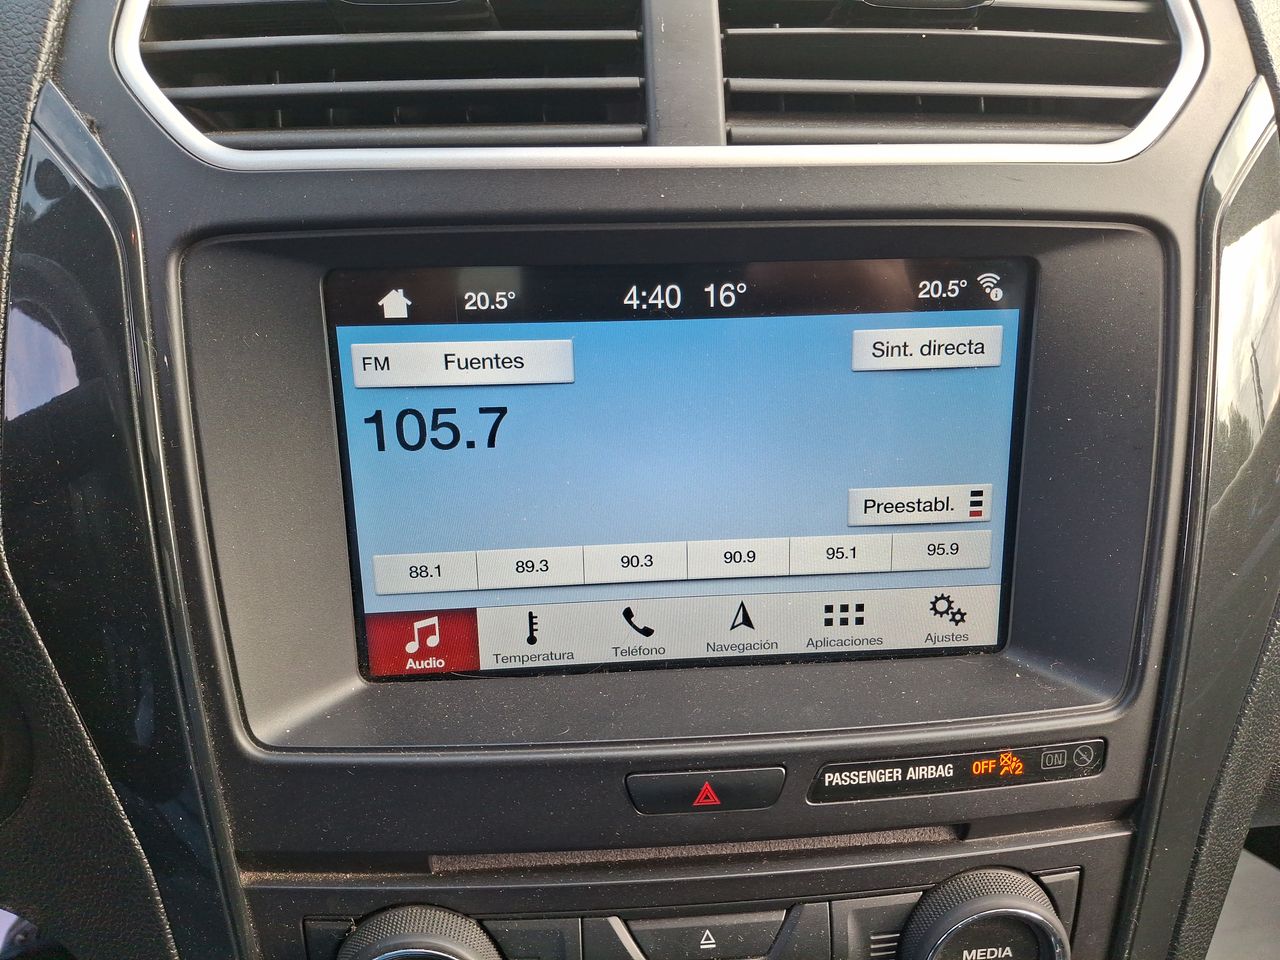 20.5° 4:40 16° 20.5°
FM Fuentes Sint. directa
105.7
Preestabl.
88.1 89.3 90.3 90.9 95.1 95.9
Audio Temperatura Teléfono Navegación Aplicaciones Ajustes
PASSENGER AIRBAG OFF 2 ON
MEDIA